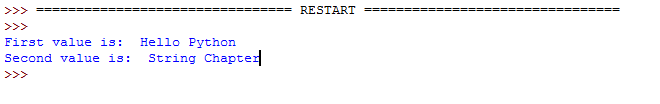 >>> ================================ RESTART ================================
>>>
First value is:  Hello Python
Second value is:  String Chapter
>>>